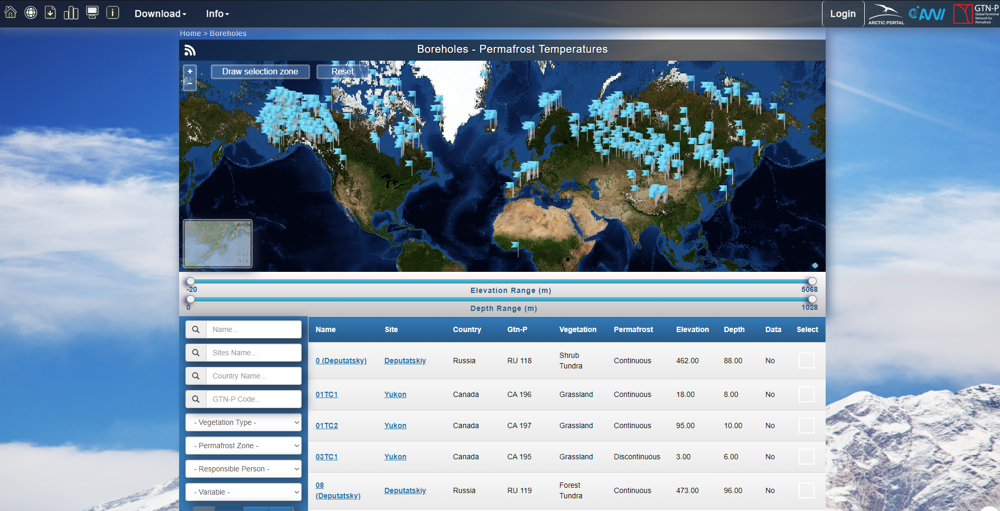 Download
Info
Login
ARCTIC PORTAL
AWI
GTN-P
Global Terrestrial
Network for
Permafrost
Home > Boreholes
Boreholes - Permafrost Temperatures
+
−
Draw selection zone
Reset
-20
Elevation Range (m)
5068
0
Depth Range (m)
1028
Name...
Sites Name...
Country Name...
GTN-P Code...
- Vegetation Type -
- Permafrost Zone -
- Responsible Person -
- Variable -
Name Site Country Gtn-P Vegetation Permafrost Elevation Depth Data Select
0 (Deputatsky) Deputatskiy Russia RU 118 Shrub Tundra Continuous 462.00 88.00 No
01TC1 Yukon Canada CA 196 Grassland Continuous 18.00 8.00 No
01TC2 Yukon Canada CA 197 Grassland Continuous 95.00 10.00 No
03TC1 Yukon Canada CA 195 Grassland Discontinuous 3.00 6.00 No
08 (Deputatsky) Deputatskiy Russia RU 119 Forest Tundra Continuous 473.00 96.00 No